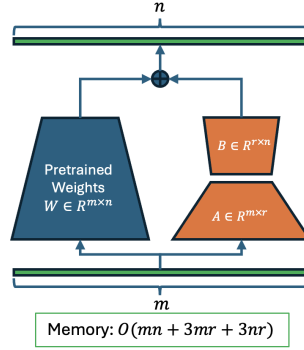 n
B ∈ R^{r×n}
Pretrained
Weights
W ∈ R^{m×n}
A ∈ R^{m×r}
m
Memory: O(mn + 3mr + 3nr)